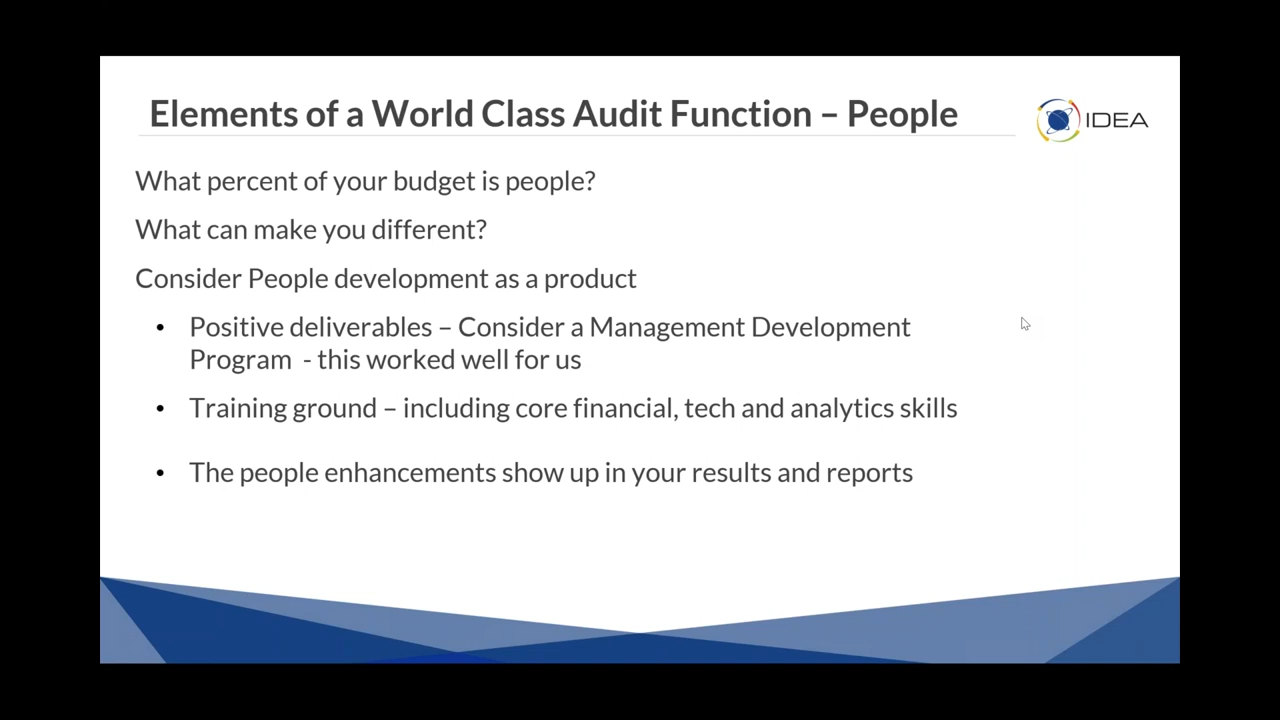 Elements of a World Class Audit Function – People
IDEA
What percent of your budget is people?
What can make you different?
Consider People development as a product
• Positive deliverables – Consider a Management Development
Program - this worked well for us
• Training ground – including core financial, tech and analytics skills
• The people enhancements show up in your results and reports